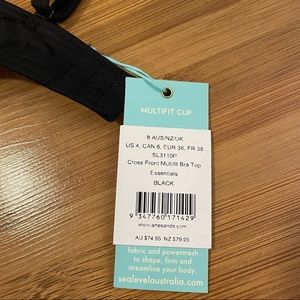 MULTIFIT CUP
8 AUS/NZ/UK
US 4, CAN 6, EUR 36, FR 38
SL3110P
Cross Front Multifit Bra Top
Essentials
BLACK
9 347760 171429
www.artesands.com
AU $74.95 NZ $79.95
fabric and powermesh
to shape, firm and
streamline your body.
sealevelaustralia.com